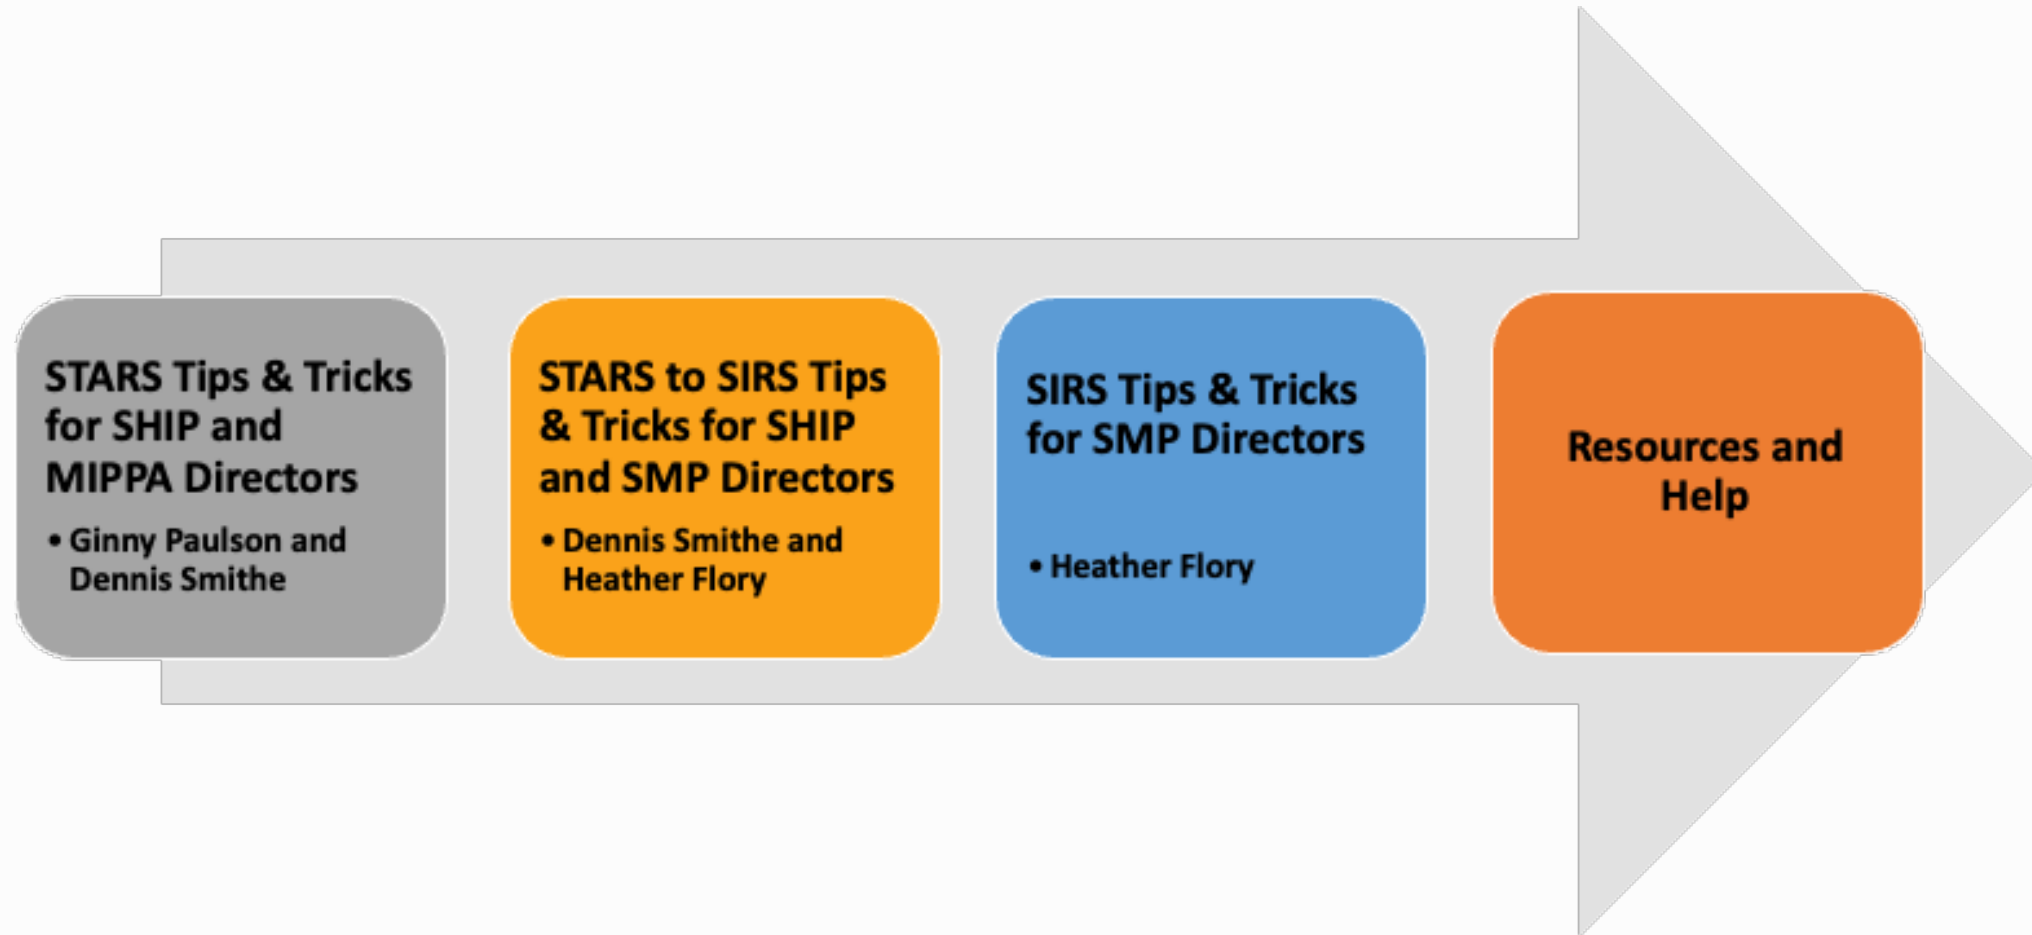 STARS Tips & Tricks
for SHIP and
MIPPA Directors
• Ginny Paulson and
Dennis Smithe
STARS to SIRS Tips
& Tricks for SHIP
and SMP Directors
• Dennis Smithe and
Heather Flory
SIRS Tips & Tricks
for SMP Directors
• Heather Flory
Resources and
Help